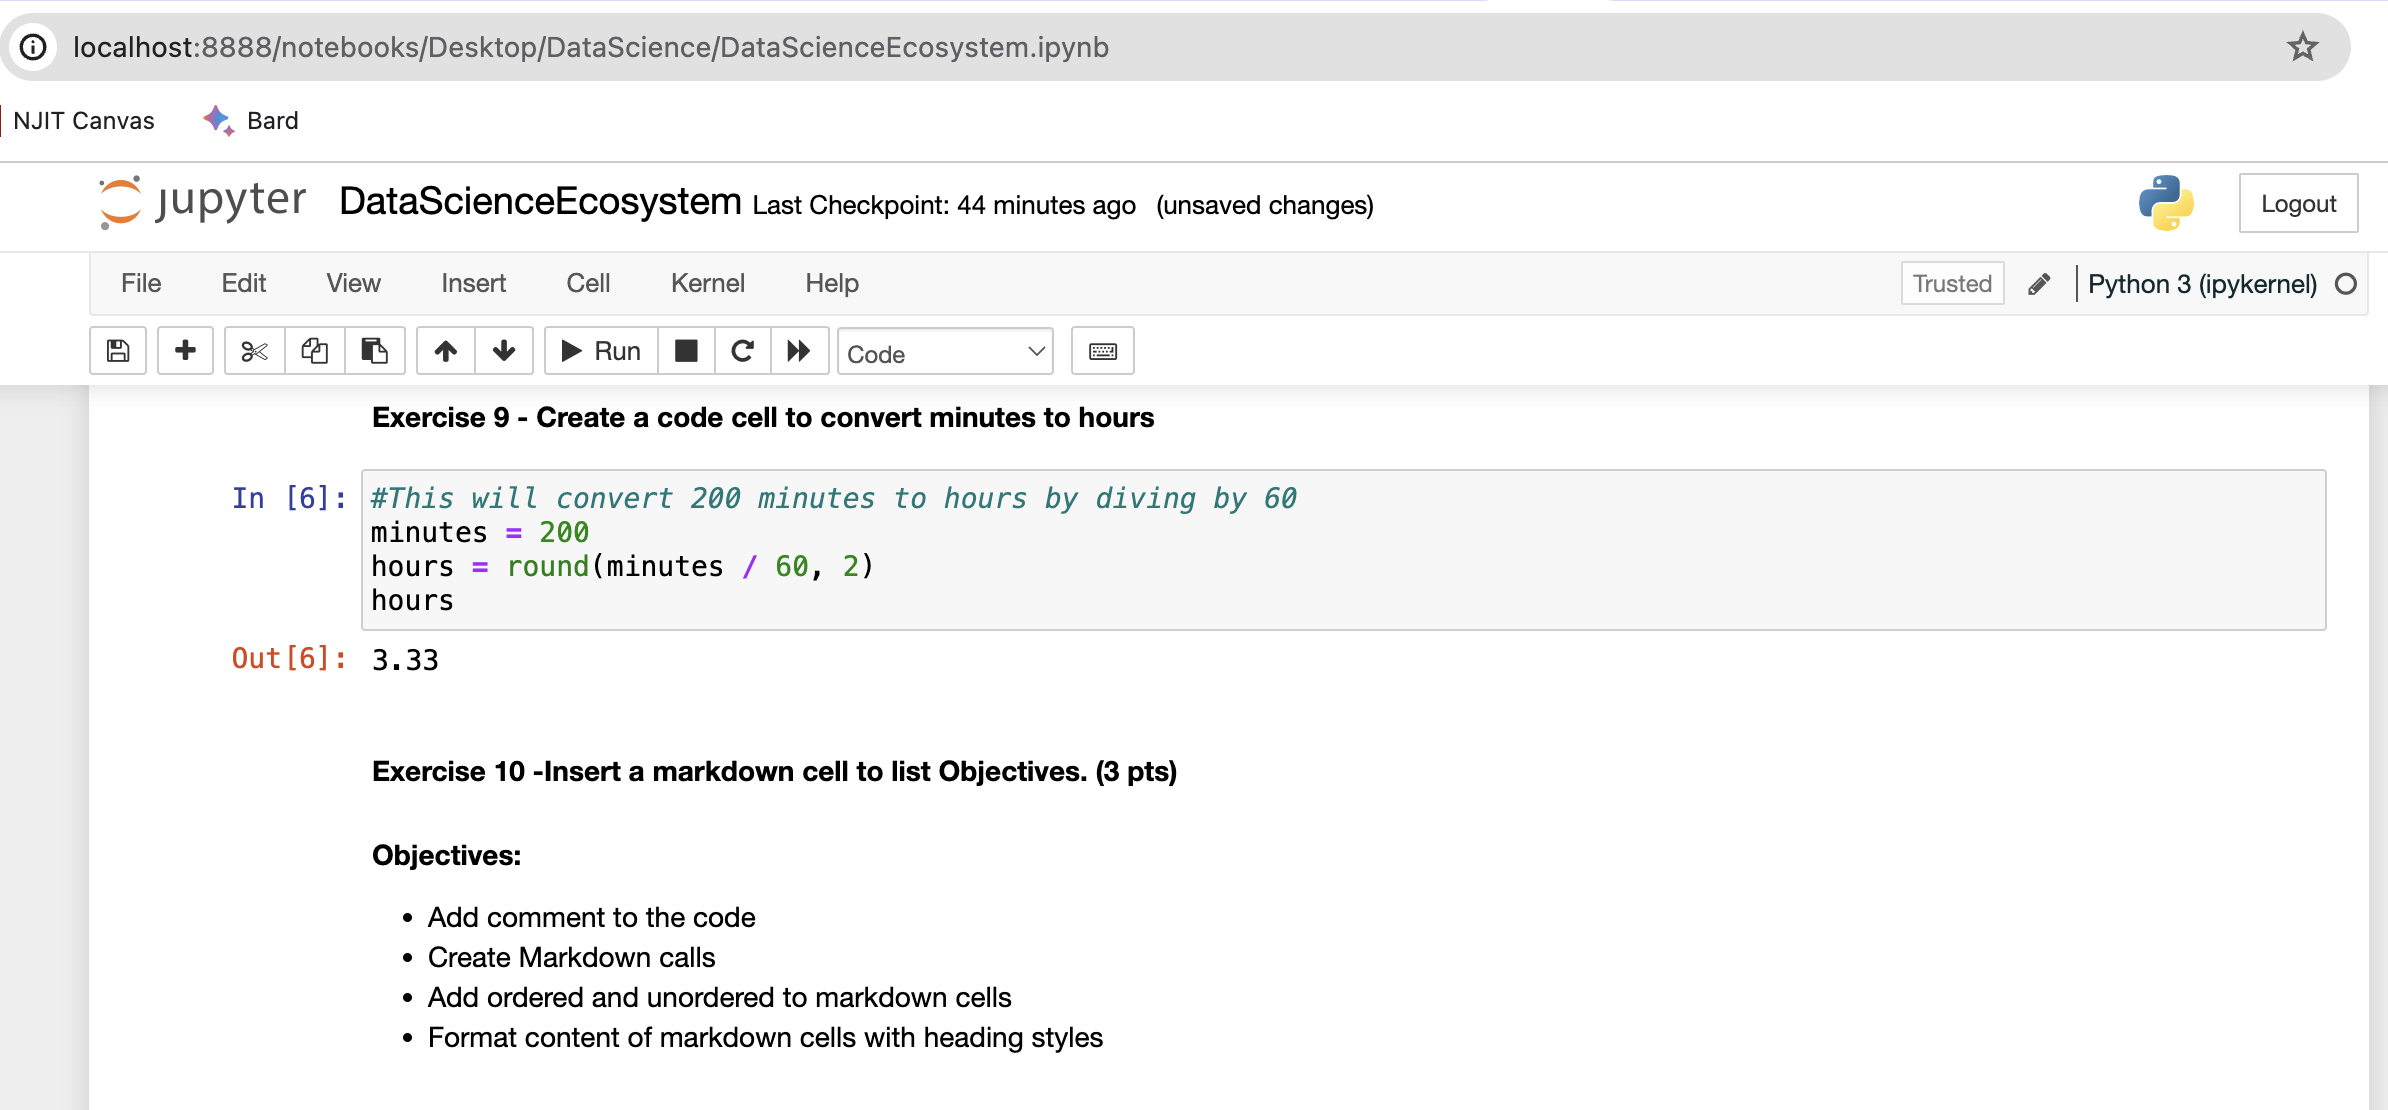 localhost:8888/notebooks/Desktop/DataScience/DataScienceEcosystem.ipynb
NJIT Canvas Bard
jupyter DataScienceEcosystem Last Checkpoint: 44 minutes ago (unsaved changes) Logout
File Edit View Insert Cell Kernel Help Trusted Python 3 (ipykernel)
Run Code
Exercise 9 - Create a code cell to convert minutes to hours
In [6]: #This will convert 200 minutes to hours by diving by 60
minutes = 200
hours = round(minutes / 60, 2)
hours
Out[6]: 3.33
Exercise 10 -Insert a markdown cell to list Objectives. (3 pts)
Objectives:
• Add comment to the code
• Create Markdown calls
• Add ordered and unordered to markdown cells
• Format content of markdown cells with heading styles